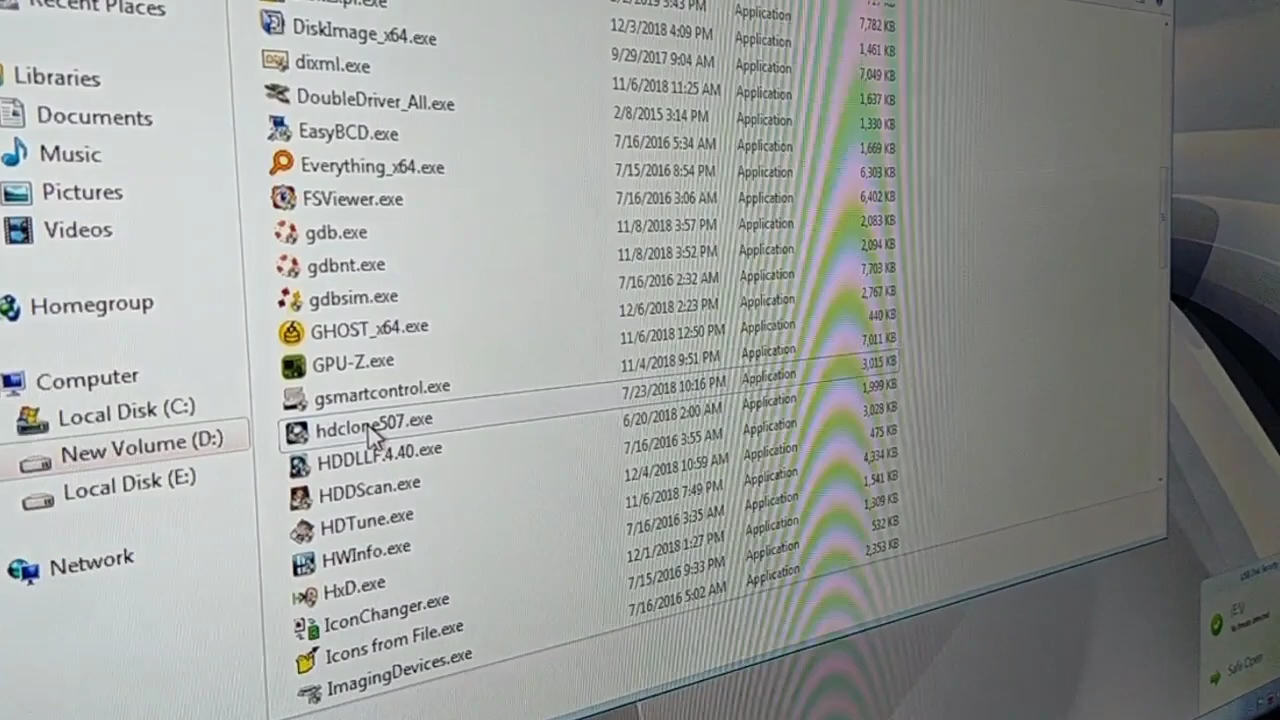 Recent Places
Libraries
Documents
Music
Pictures
Videos
Homegroup
Computer
Local Disk (C:)
New Volume (D:)
Local Disk (E:)
Network
3:43 PM Application 7,782 KB
12/3/2018 4:09 PM Application 1,461 KB
DiskImage_x64.exe 9/29/2017 9:04 AM Application 7,049 KB
dixml.exe 11/6/2018 11:25 AM Application 1,637 KB
DoubleDriver_All.exe 2/8/2015 3:14 PM Application 1,330 KB
EasyBCD.exe 7/16/2016 5:34 AM Application 1,669 KB
Everything_x64.exe 7/15/2016 8:54 PM Application 6,303 KB
FSViewer.exe 7/16/2016 3:06 AM Application 6,402 KB
gdb.exe 11/8/2018 3:57 PM Application 2,083 KB
gdbnt.exe 11/8/2018 3:52 PM Application 2,094 KB
gdbsim.exe 7/16/2016 2:32 AM Application 7,703 KB
GHOST_x64.exe 12/6/2018 2:23 PM Application 2,767 KB
GPU-Z.exe 11/6/2018 12:50 PM Application 440 KB
gsmartcontrol.exe 11/4/2018 9:51 PM Application 7,011 KB
hdclone507.exe 7/23/2018 10:16 PM Application 3,015 KB
HDDLLF.4.40.exe 6/20/2018 2:00 AM Application 1,999 KB
HDDScan.exe 7/16/2016 3:55 AM Application 3,028 KB
HDTune.exe 12/4/2018 10:59 AM Application 475 KB
HWInfo.exe 11/6/2018 7:49 PM Application 4,334 KB
HxD.exe 7/16/2016 3:35 AM Application 1,541 KB
IconChanger.exe 12/1/2018 1:27 PM Application 1,309 KB
Icons from File.exe 7/15/2016 9:33 PM Application 532 KB
ImagingDevices.exe 7/16/2016 5:02 AM Application 2,353 KB
USB Disk Security
Safe Open